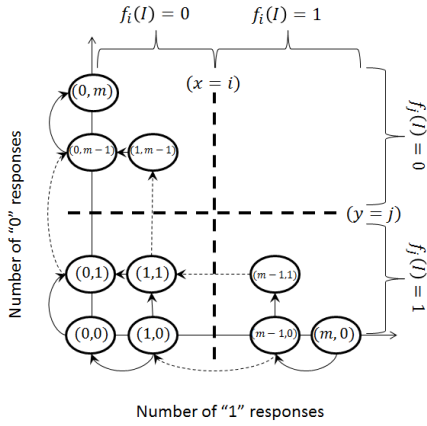 f_i(I) = 0
f_i(I) = 1
(x = i)
(0, m)
f_j(I) = 0
(0, m−1)
(1, m−1)
(y = j)
Number of "0" responses
(0,1)
(1,1)
(m−1,1)
f_j(I) = 1
(0,0)
(1,0)
(m−1,0)
(m, 0)
Number of "1" responses